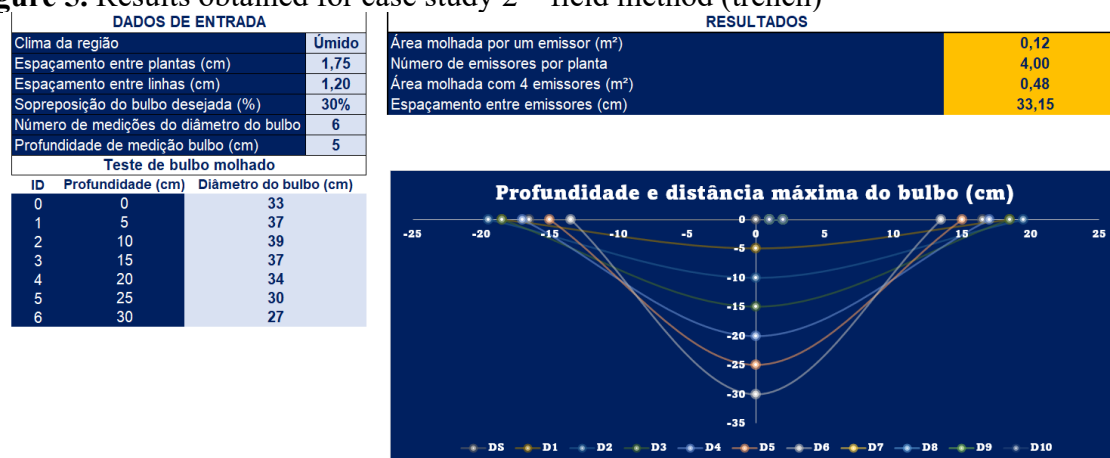 gure 3. Results obtained for case study 2 – field method (trench)
DADOS DE ENTRADA
Clima da região Úmido
Espaçamento entre plantas (cm) 1,75
Espaçamento entre linhas (cm) 1,20
Sopreposição do bulbo desejada (%) 30%
Número de medições do diâmetro do bulbo 6
Profundidade de medição bulbo (cm) 5
Teste de bulbo molhado
ID Profundidade (cm) Diâmetro do bulbo (cm)
0 0 33
1 5 37
2 10 39
3 15 37
4 20 34
5 25 30
6 30 27
RESULTADOS
Área molhada por um emissor (m²) 0,12
Número de emissores por planta 4,00
Área molhada com 4 emissores (m²) 0,48
Espaçamento entre emissores (cm) 33,15
Profundidade e distância máxima do bulbo (cm)
0
-25 -20 -15 -10 -5 0 5 10 15 20 25
-5
-10
-15
-20
-25
-30
-35
DS D1 D2 D3 D4 D5 D6 D7 D8 D9 D10